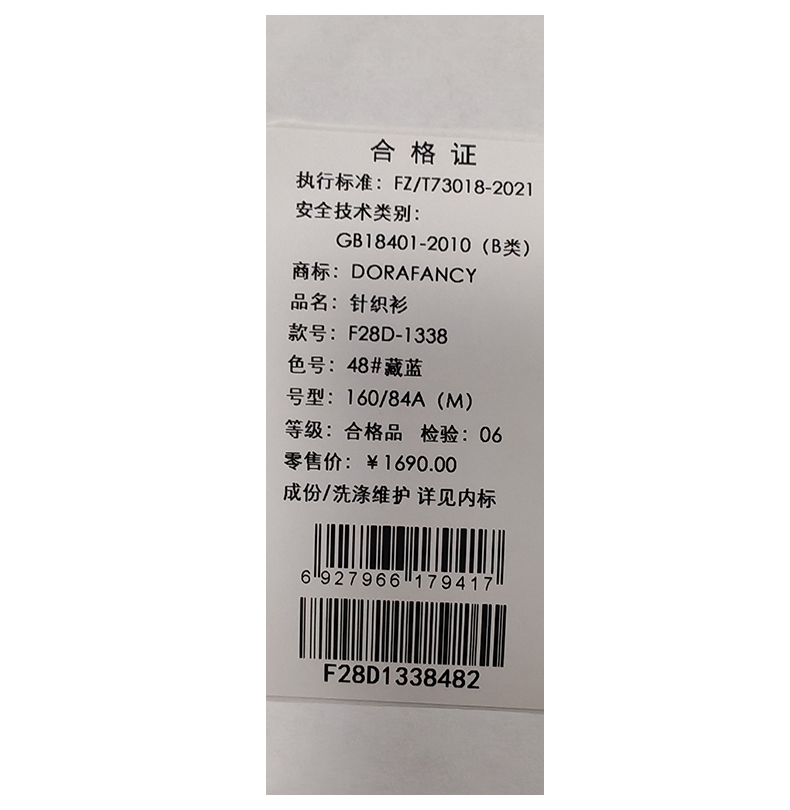 合格证
执行标准：FZ/T73018-2021
安全技术类别：
GB18401-2010（B类）
商标：DORAFANCY
品名：针织衫
款号：F28D-1338
色号：48#藏蓝
号型：160/84A（M）
等级：合格品 检验：06
零售价：￥1690.00
成份/洗涤维护 详见内标
6 927966 179417
F28D1338482